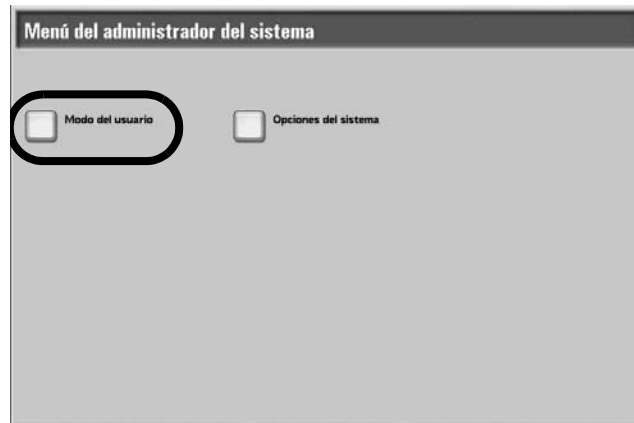 Menú del administrador del sistema
Modo del usuario
Opciones del sistema